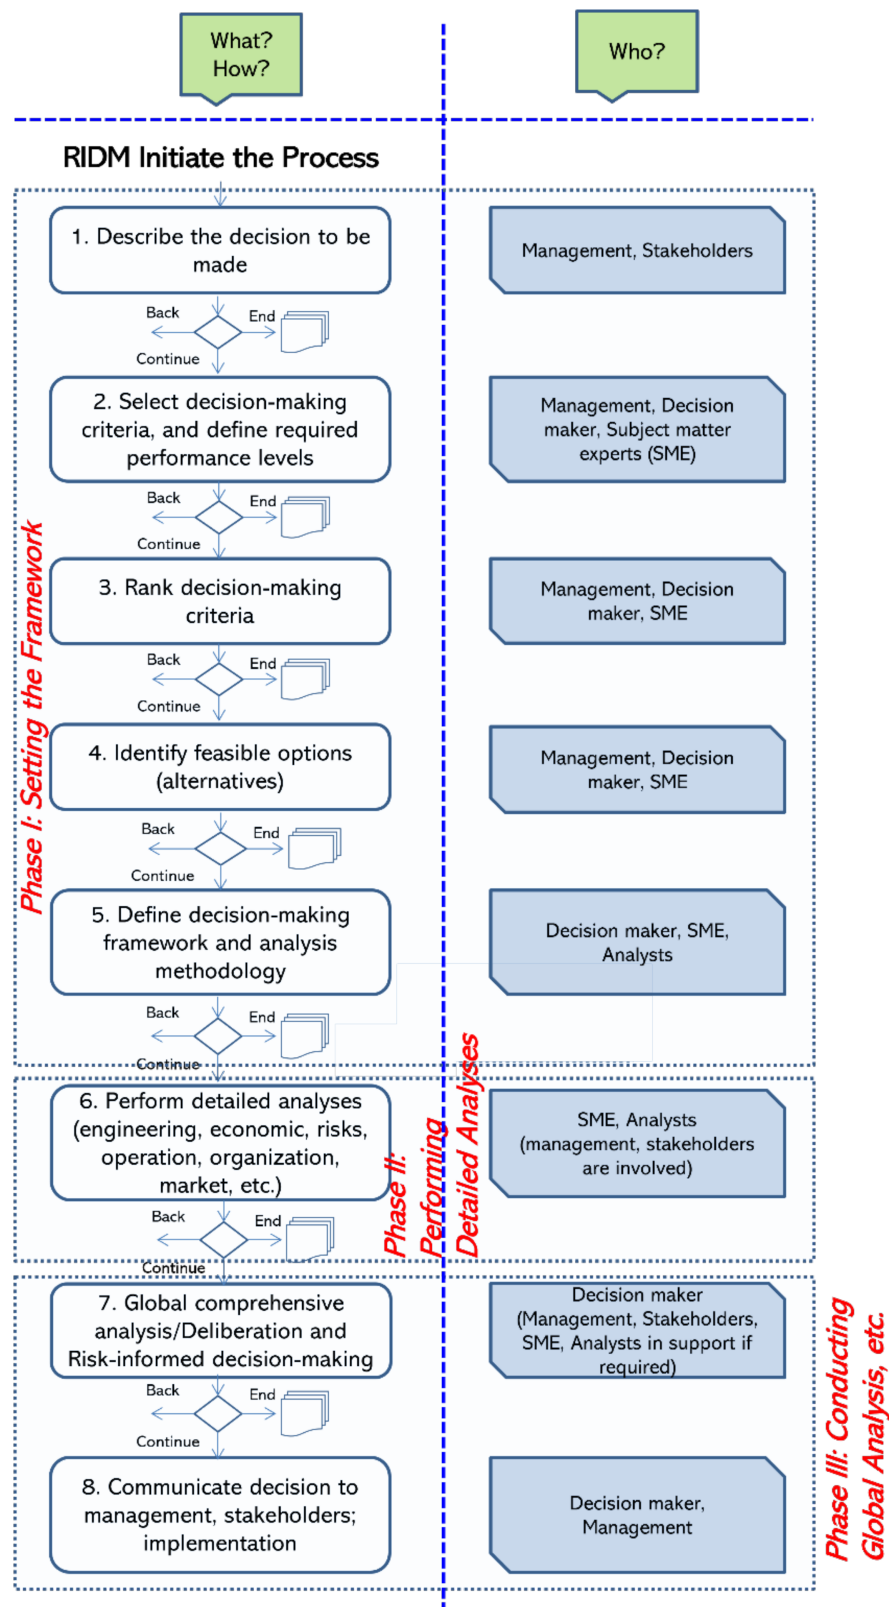 What?
How?
Who?
RIDM Initiate the Process
1. Describe the decision to be
made
Management, Stakeholders
Back
End
Continue
2. Select decision-making
criteria, and define required
performance levels
Management, Decision
maker, Subject matter
experts (SME)
Back
End
Continue
3. Rank decision-making
criteria
Management, Decision
maker, SME
Back
End
Continue
4. Identify feasible options
(alternatives)
Management, Decision
maker, SME
Back
End
Continue
5. Define decision-making
framework and analysis
methodology
Decision maker, SME,
Analysts
Back
End
Continue
Phase I: Setting the Framework
6. Perform detailed analyses
(engineering, economic, risks,
operation, organization,
market, etc.)
SME, Analysts
(management, stakeholders
are involved)
Back
End
Continue
Phase II:
Performing
Detailed Analyses
7. Global comprehensive
analysis/Deliberation and
Risk-informed decision-making
Decision maker
(Management, Stakeholders,
SME, Analysts in support if
required)
Back
End
Continue
8. Communicate decision to
management, stakeholders;
implementation
Decision maker,
Management
Phase III: Conducting
Global Analysis, etc.